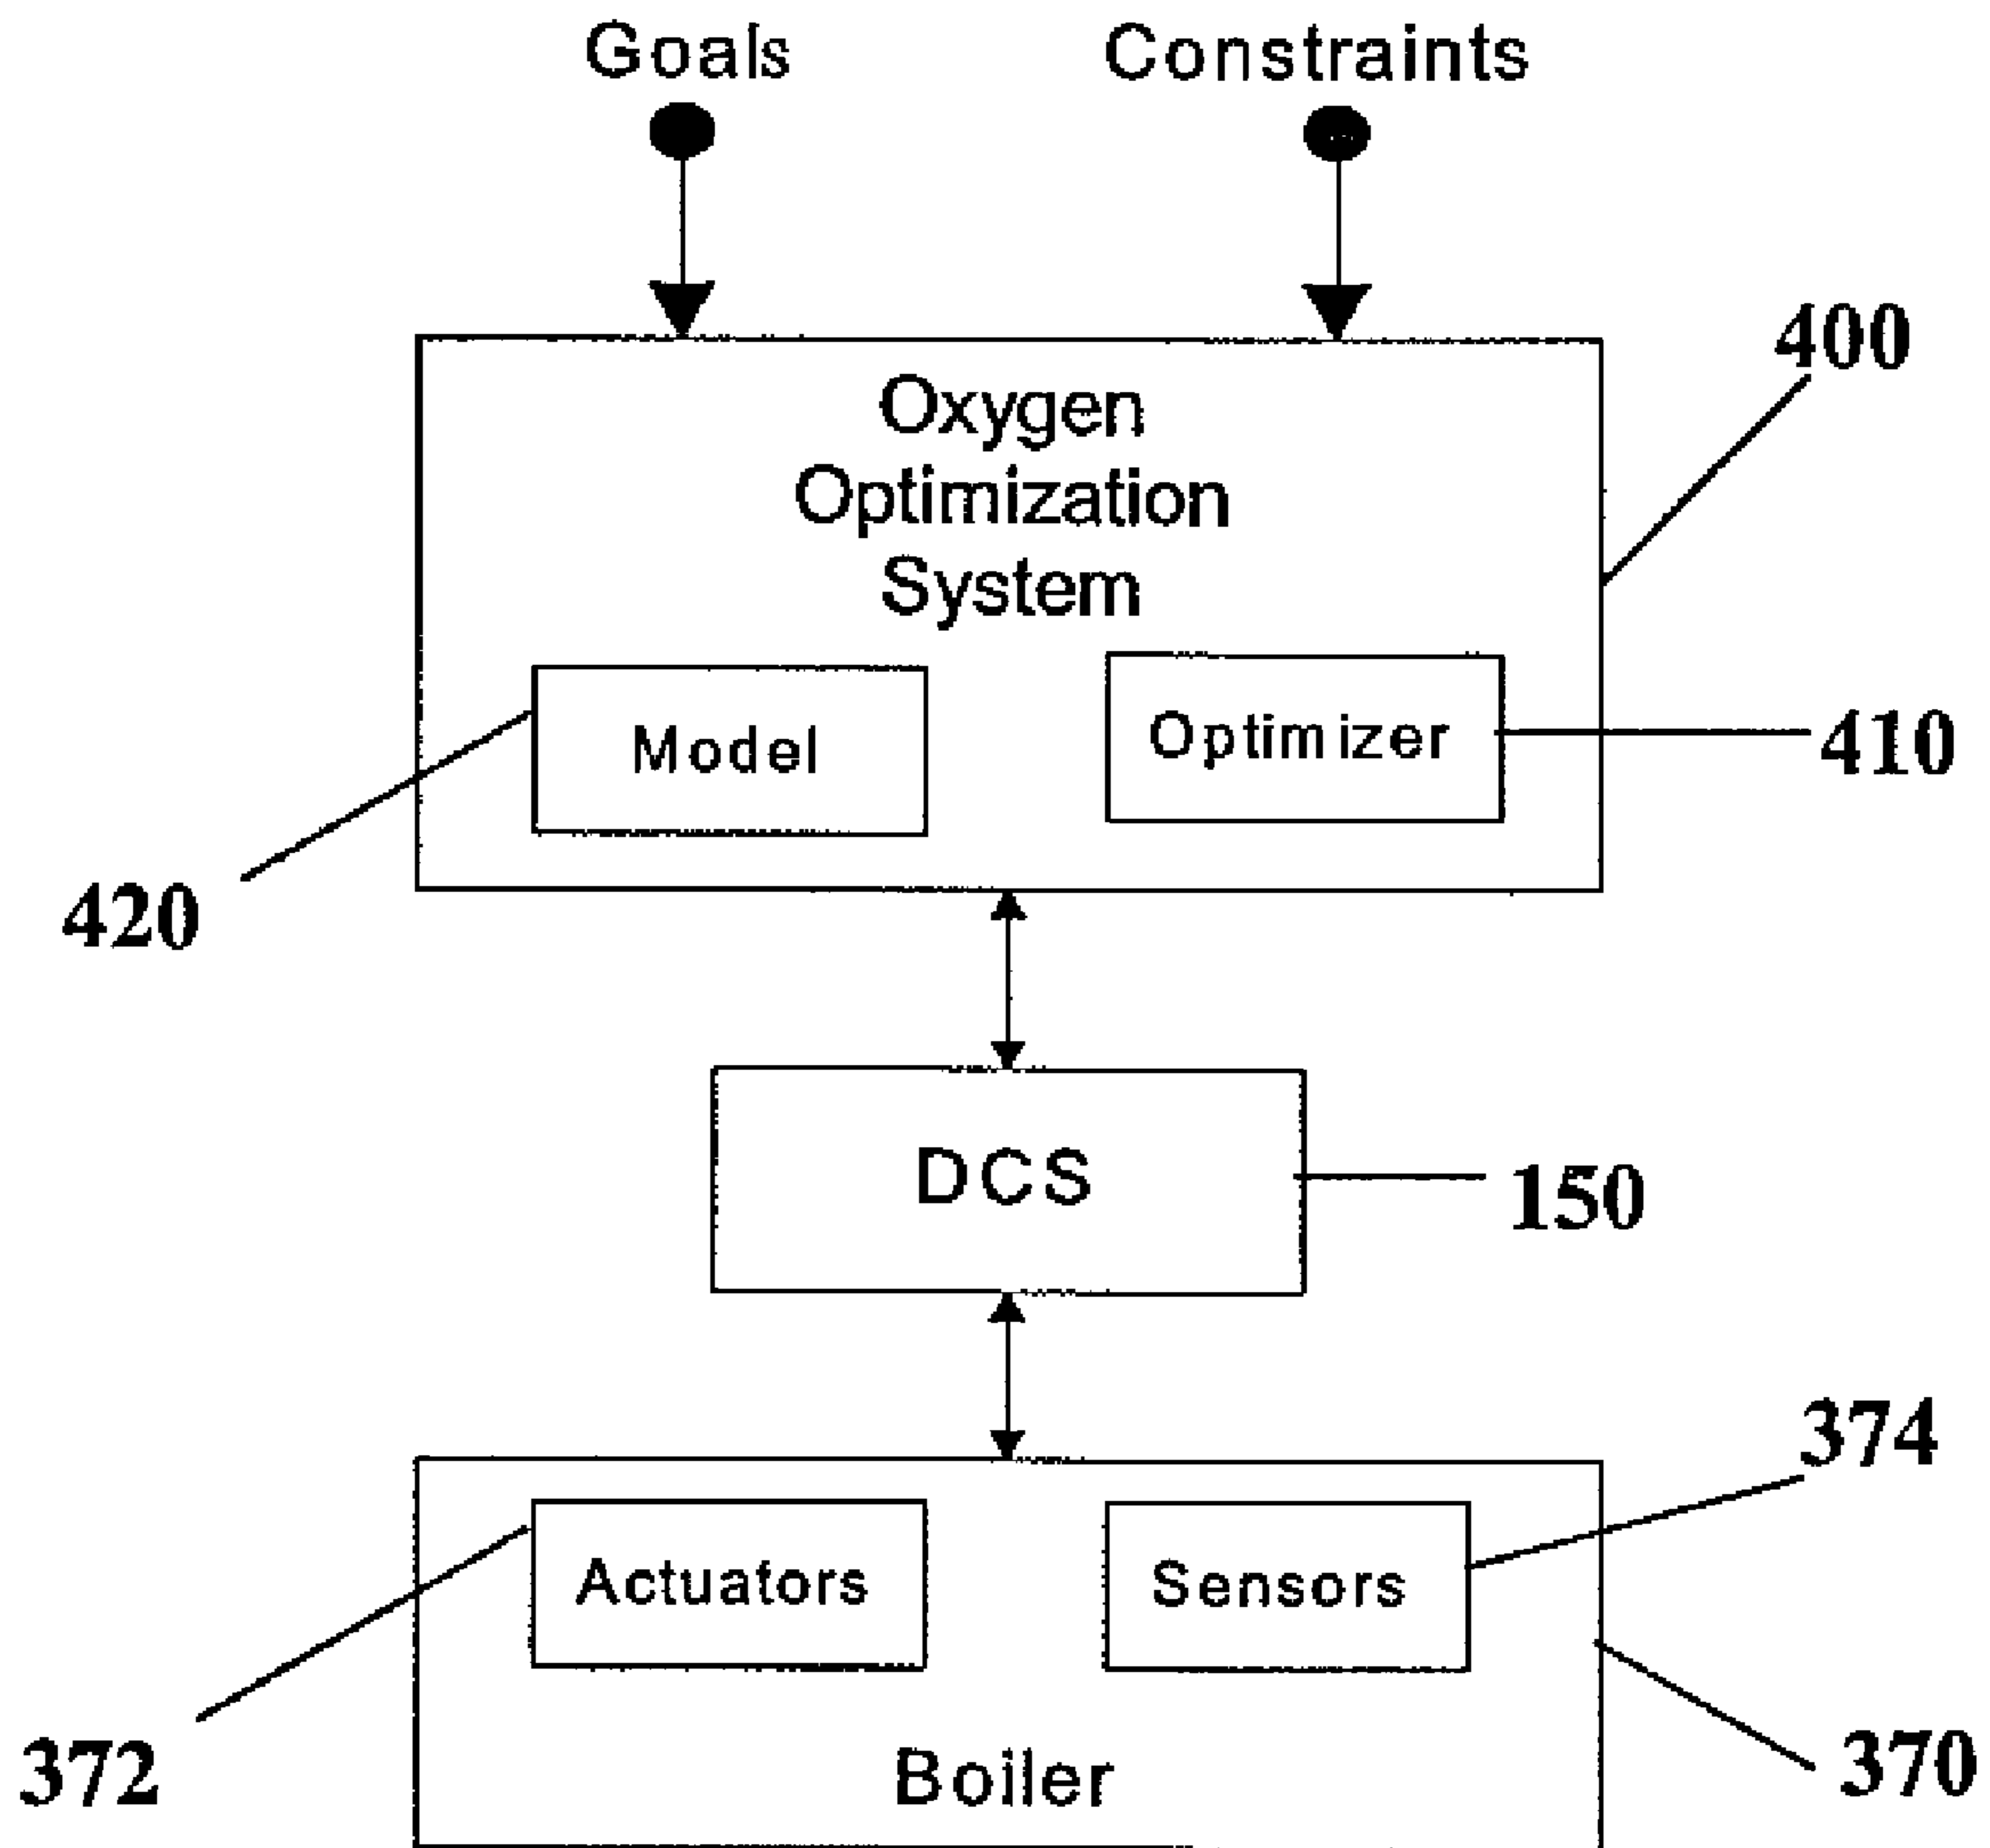 Goals
Constraints
400
Oxygen
Optimization
System
Model
Optimizer
410
420
DCS
150
374
Actuators
Sensors
372
Boiler
370